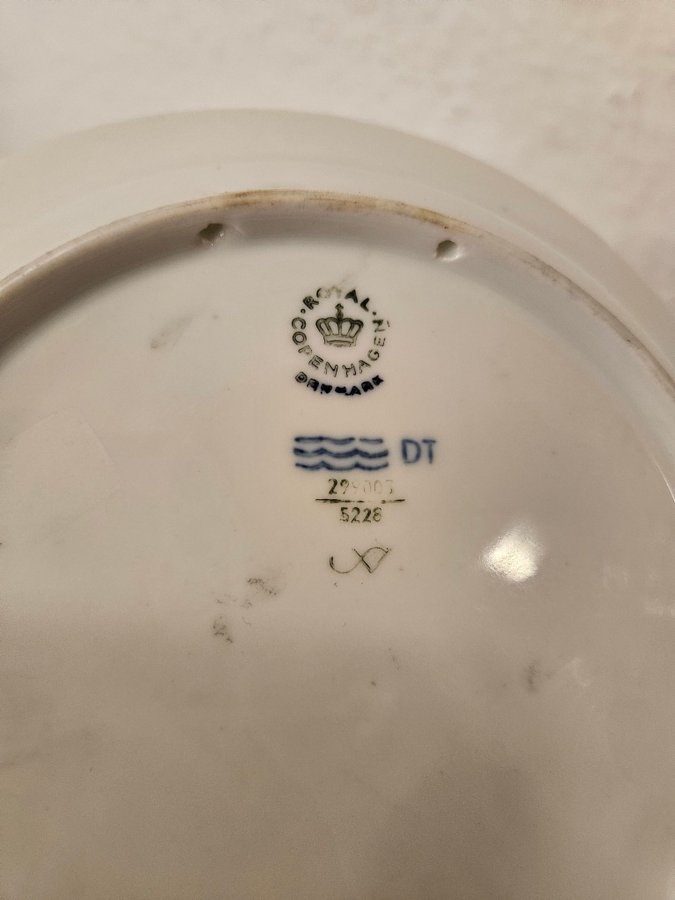 ROYAL
COPENHAGEN
DENMARK
DT
5228